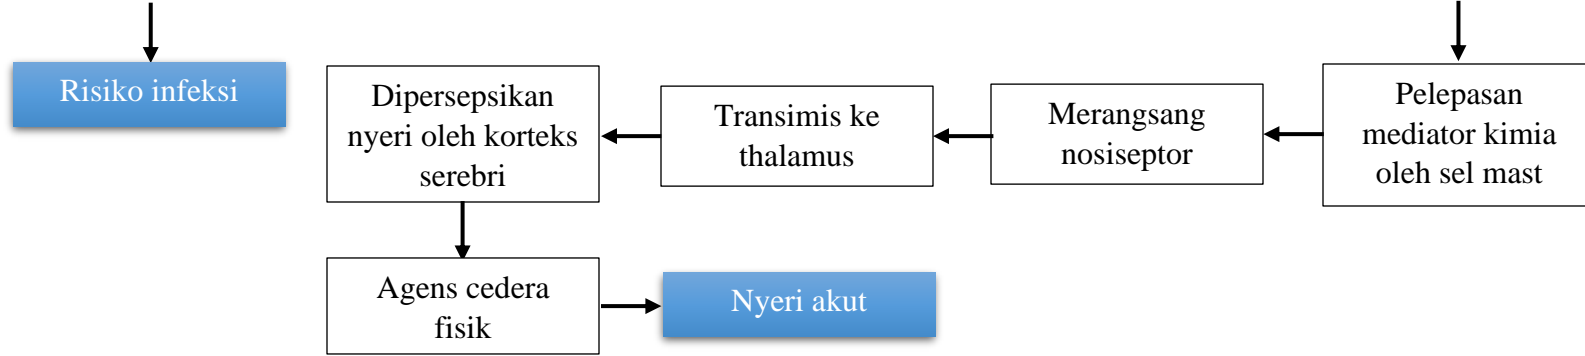 Risiko infeksi
Dipersepsikan
nyeri oleh korteks
serebri
Transimis ke
thalamus
Merangsang
nosiseptor
Pelepasan
mediator kimia
oleh sel mast
Agens cedera
fisik
Nyeri akut